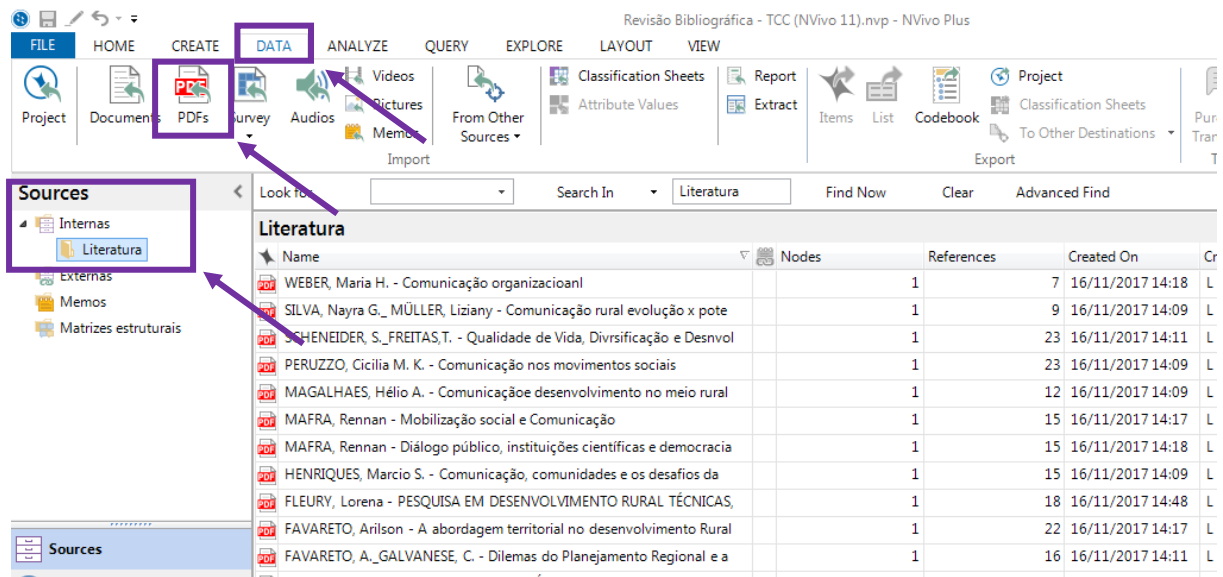 Revisão Bibliográfica - TCC (NVivo 11).nvp - NVivo Plus
FILE HOME CREATE DATA ANALYZE QUERY EXPLORE LAYOUT VIEW
Project
Documents
PDF
PDFs
Survey
Audios
Videos
Pictures
Memos
From Other
Sources
Classification Sheets
Attribute Values
Report
Extract
Items
List
Codebook
Project
Classification Sheets
To Other Destinations
Import
Export
Sources
Internas
Literatura
Externas
Memos
Matrizes estruturais
Sources
Look for Search In Literatura Find Now Clear Advanced Find
Literatura
Name Nodes References Created On
WEBER, Maria H. - Comunicação organizacioanl 1 7 16/11/2017 14:18 L
SILVA, Nayra G._ MÜLLER, Liziany - Comunicação rural evolução x pote 1 9 16/11/2017 14:09 L
SCHENEIDER, S._FREITAS,T. - Qualidade de Vida, Divrsificação e Desnvol 1 23 16/11/2017 14:11 L
PERUZZO, Cicilia M. K. - Comunicação nos movimentos sociais 1 23 16/11/2017 14:09 L
MAGALHAES, Hélio A. - Comunicaçãoe desenvolvimento no meio rural 1 12 16/11/2017 14:09 L
MAFRA, Rennan - Mobilização social e Comunicação 1 15 16/11/2017 14:17 L
MAFRA, Rennan - Diálogo público, instituições científicas e democracia 1 15 16/11/2017 14:18 L
HENRIQUES, Marcio S. - Comunicação, comunidades e os desafios da 1 15 16/11/2017 14:09 L
FLEURY, Lorena - PESQUISA EM DESENVOLVIMENTO RURAL TÉCNICAS, 1 18 16/11/2017 14:48 L
FAVARETO, Arilson - A abordagem territorial no desenvolvimento Rural 1 22 16/11/2017 14:17 L
FAVARETO, A._GALVANESE, C. - Dilemas do Planejamento Regional e a 1 16 16/11/2017 14:11 L